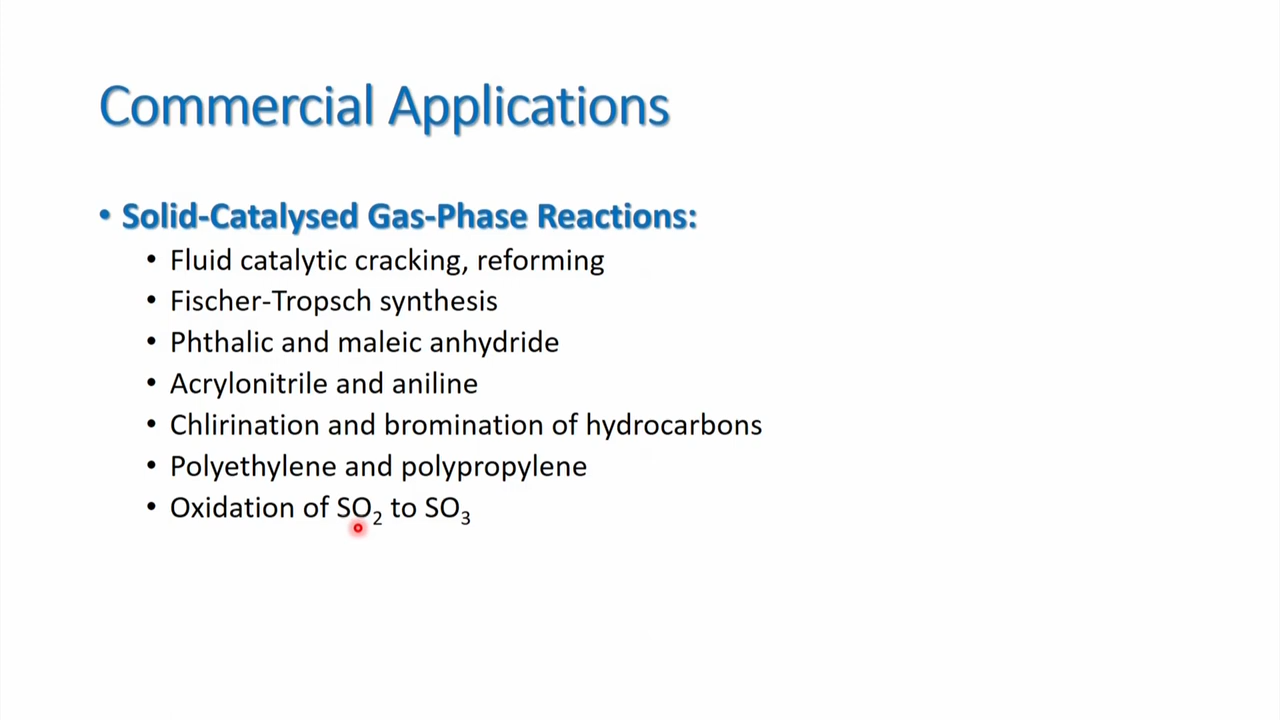 Commercial Applications
• Solid-Catalysed Gas-Phase Reactions:
• Fluid catalytic cracking, reforming
• Fischer-Tropsch synthesis
• Phthalic and maleic anhydride
• Acrylonitrile and aniline
• Chlirination and bromination of hydrocarbons
• Polyethylene and polypropylene
• Oxidation of SO₂ to SO₃